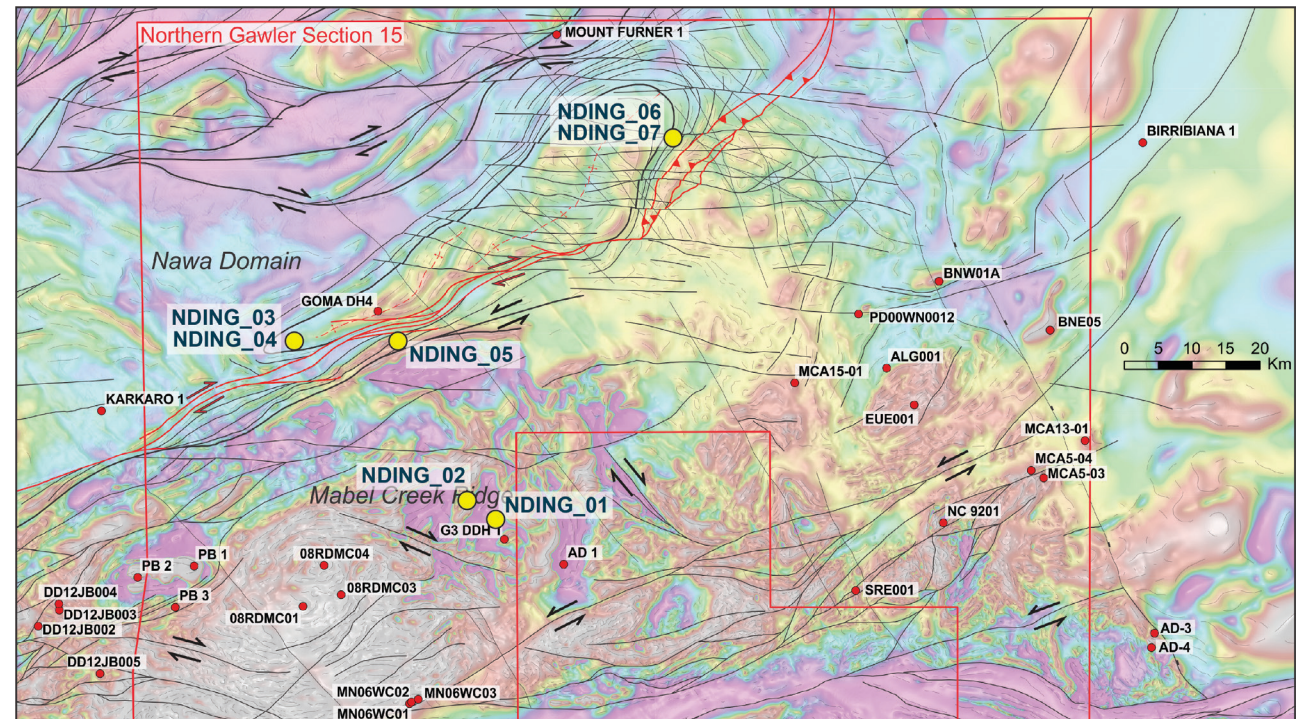 Northern Gawler Section 15
MOUNT FURNER 1
NDING_06
NDING_07
BIRRIBIANA 1
Nawa Domain
BNW01A
GOMA DH4
NDING_03
NDING_04
PD00WN0012
BNE05
NDING_05
0 5 10 15 20
Km
ALG001
MCA15-01
KARKARO 1
EUE001
MCA13-01
MCA5-04
MCA5-03
NDING_02
Mabel Creek Ridge
NDING_01
NC 9201
G3 DDH 1
PB 1
08RDMC04
AD 1
PB 2
DD12JB004
08RDMC03
SRE001
PB 3
DD12JB003
08RDMC01
DD12JB002
AD-3
AD-4
DD12JB005
MN06WC02
MN06WC03
MN06WC01